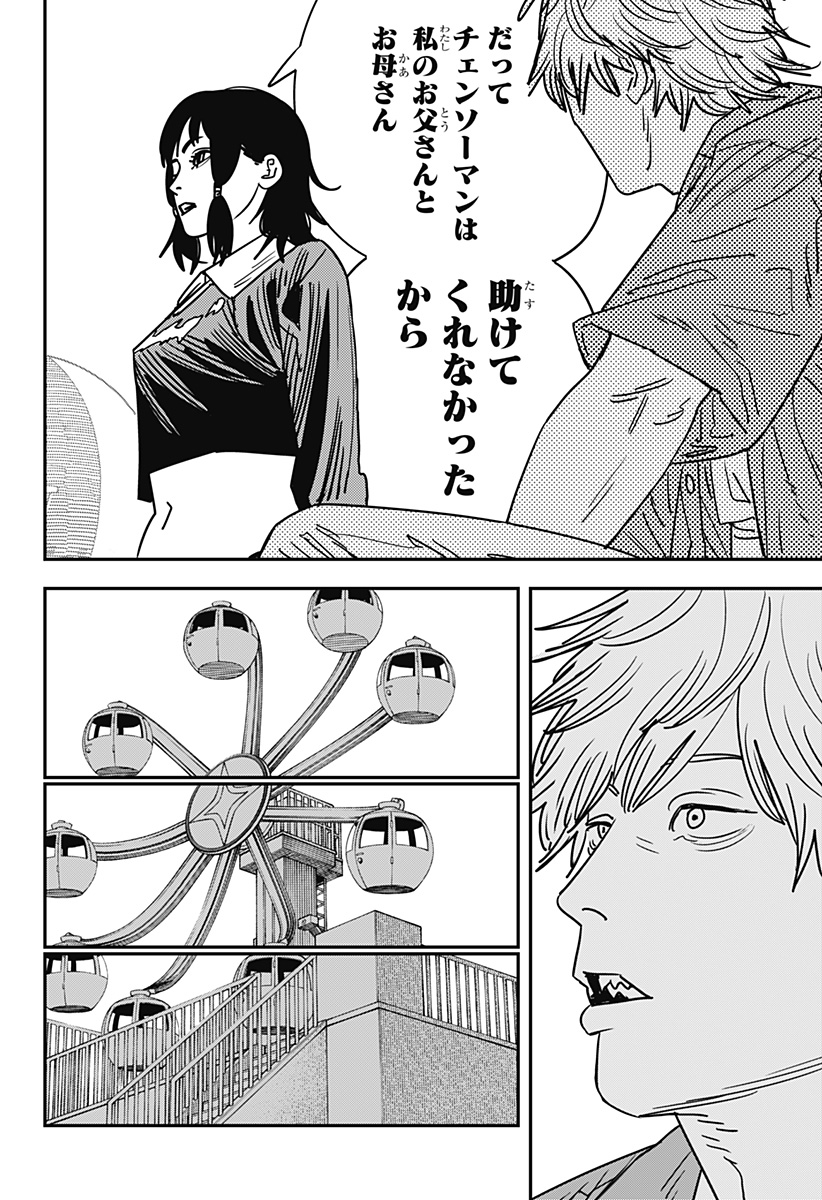 だって
チェンソーマンは
私のお父さんと
お母さん
助けて
くれなかった
から